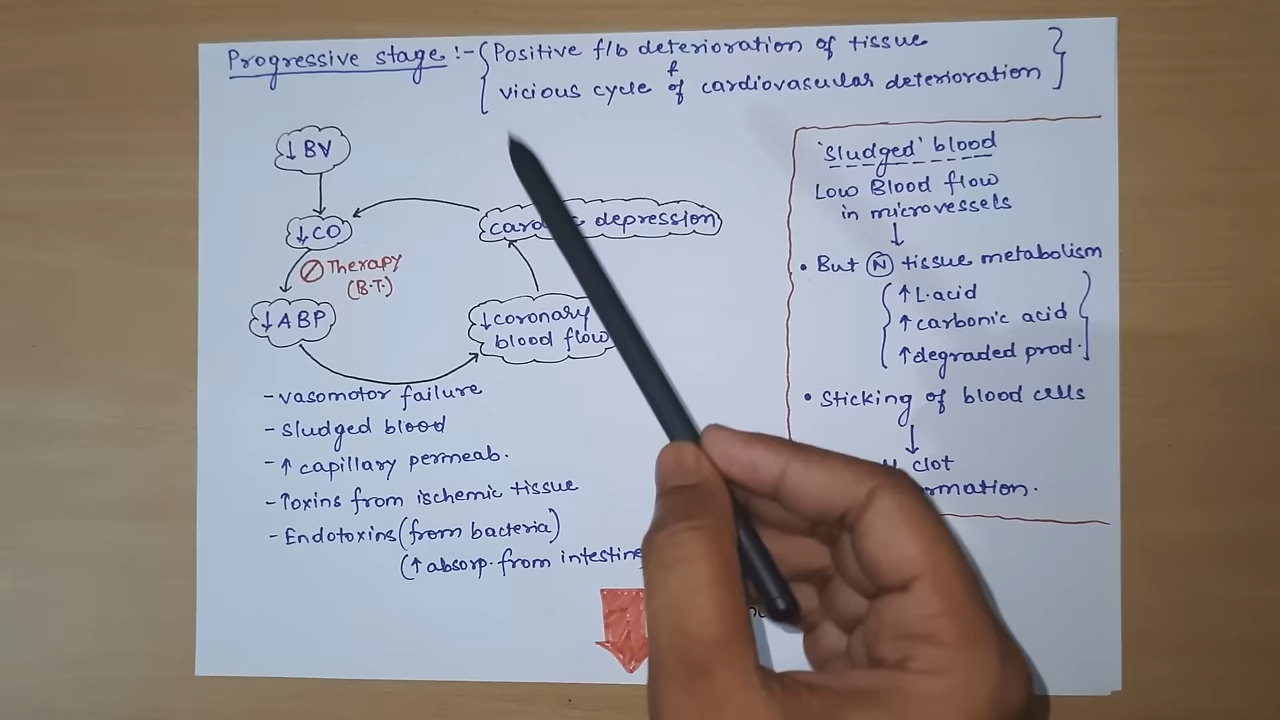 Progressive stage :- { Positive f/b deterioration of tissue
&
vicious cycle of cardiovascular deterioration }
↓ BV
↓ CO
Therapy
(B.T.)
↓ ABP
depression
↓ coronary
blood flow
- vasomotor failure
- sludged blood
- ↑ capillary permeab.
- Toxins from ischemic tissue
- Endotoxins (from bacteria)
(↑ absorp. from intestine
'Sludged' blood
Low Blood flow
in microvessels
↓
• But Ⓝ tissue metabolism
↑ L. acid
↑ carbonic acid
↑ degraded prod.
• Sticking of blood cells
↓
clot